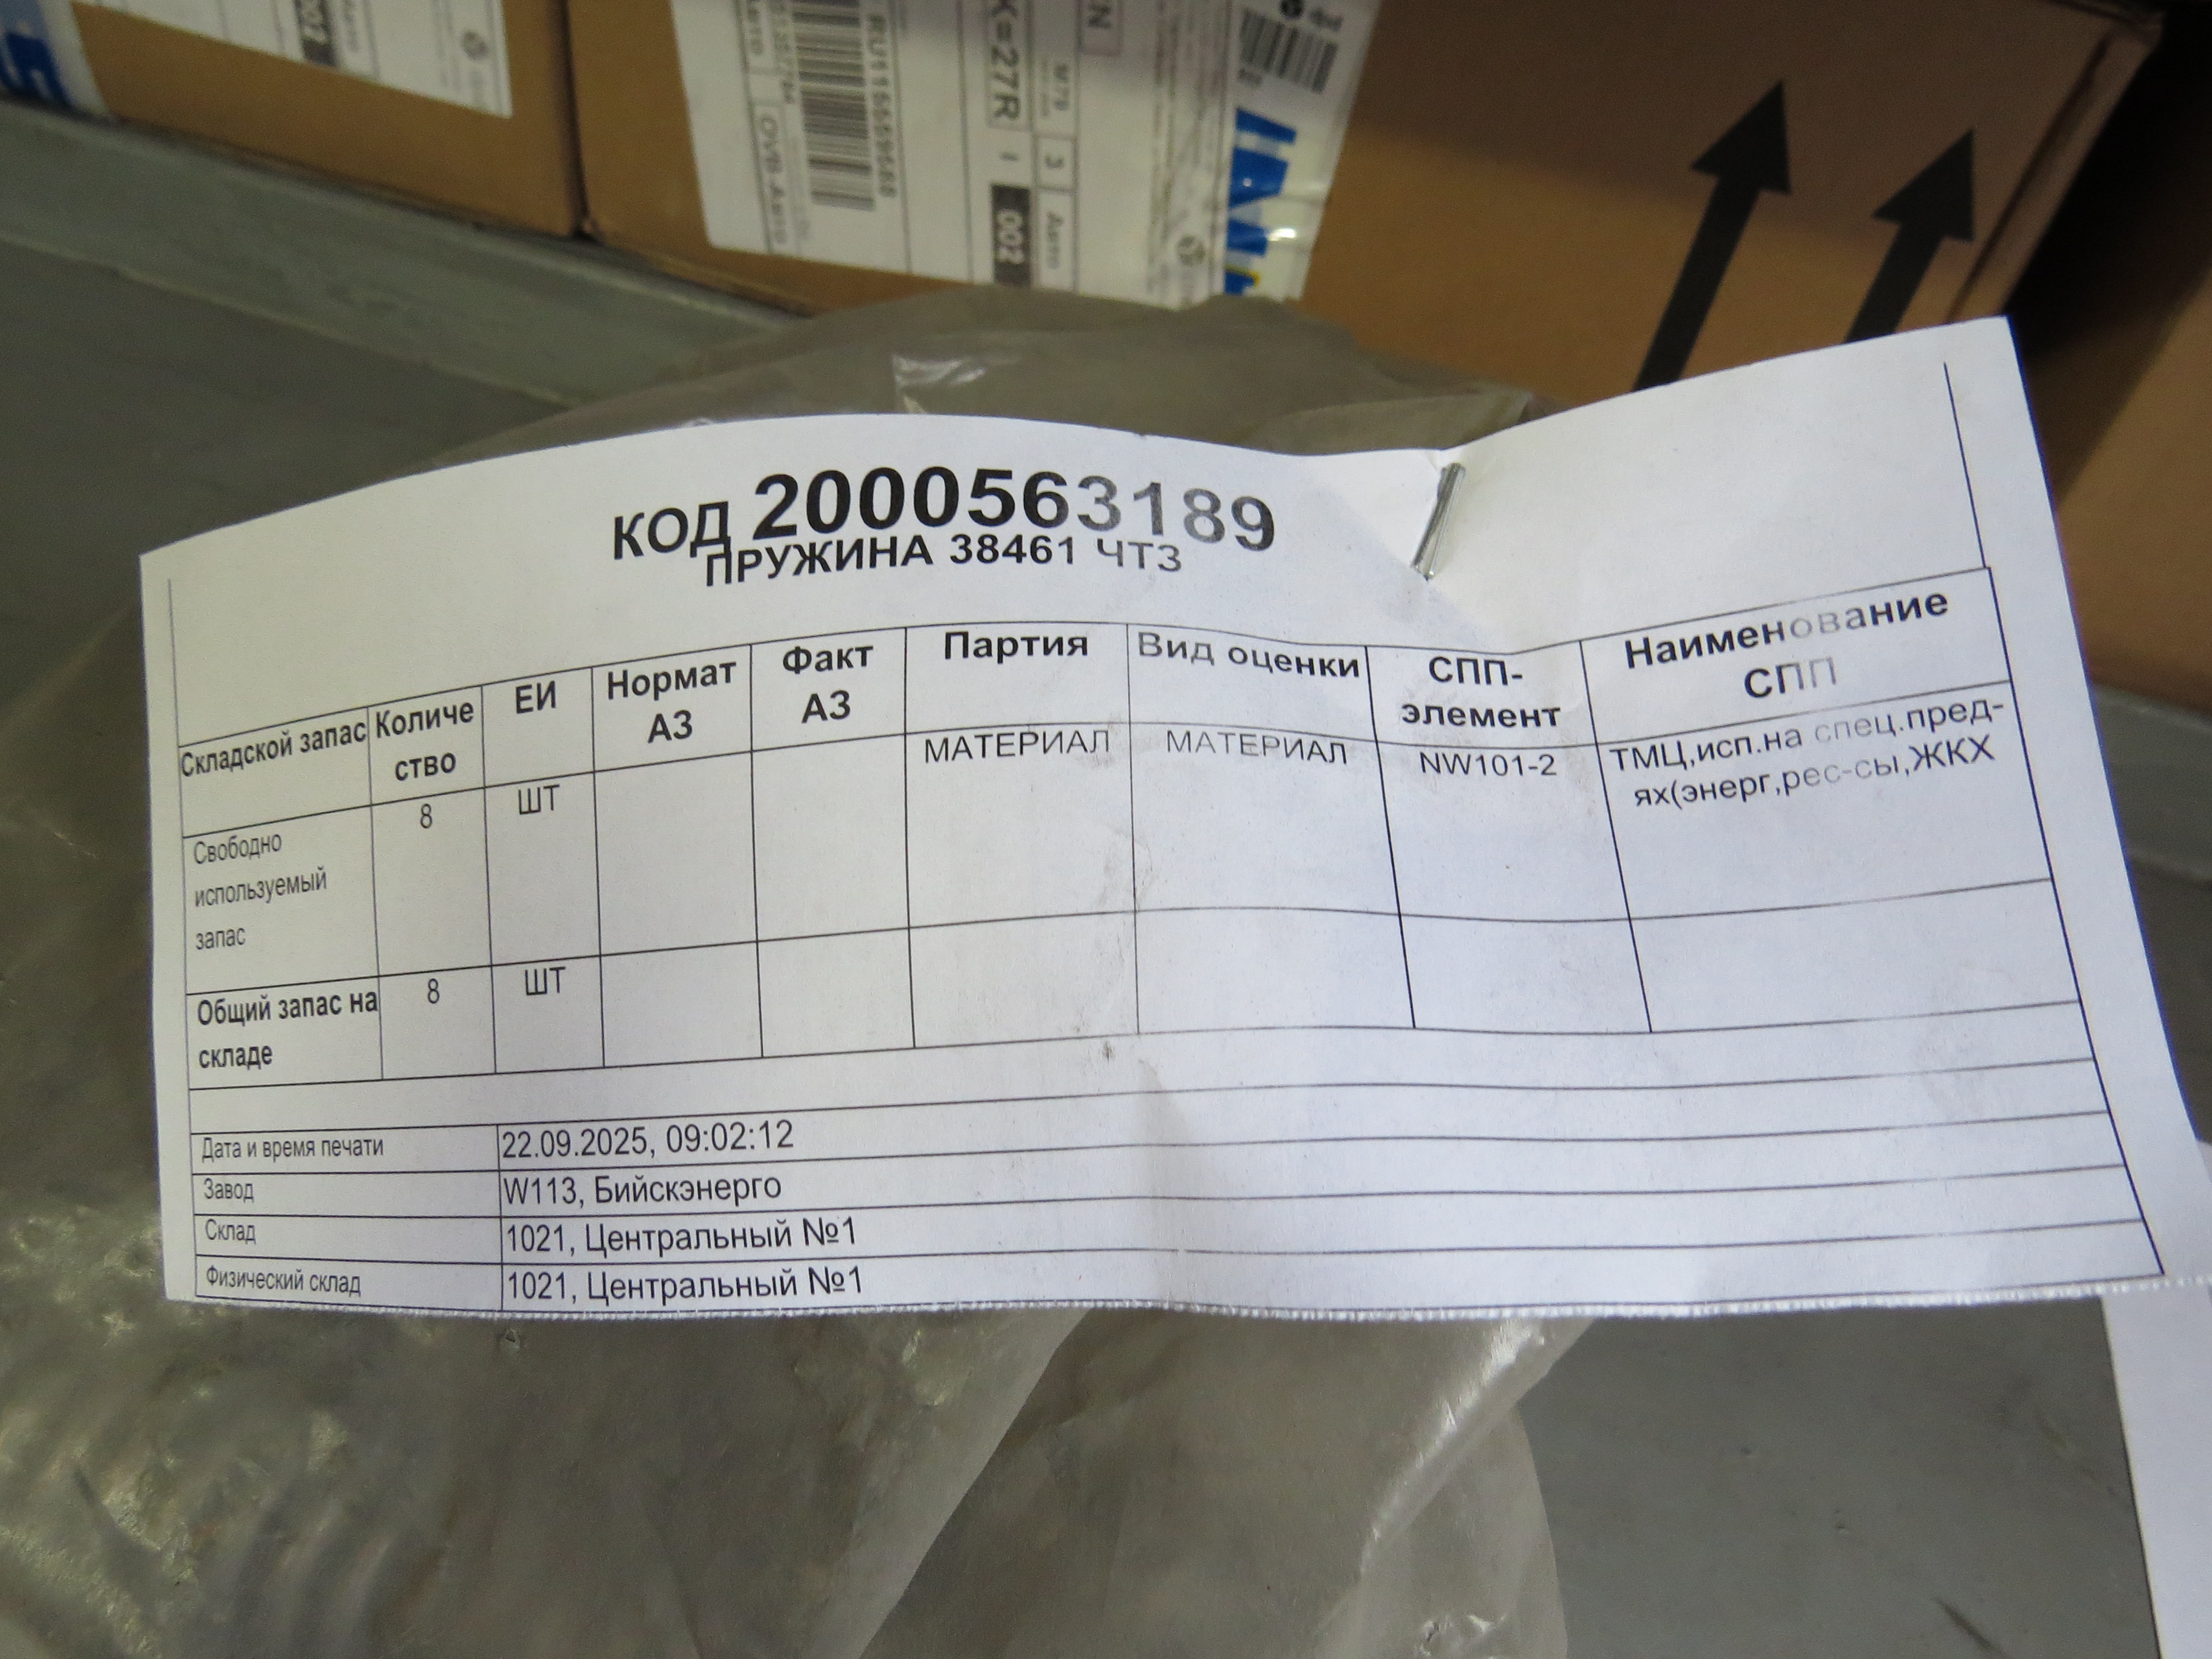 K=27R
002
КОД 2000563189
ПРУЖИНА 38461 ЧТЗ
Складской запас Количе ЕИ Нормат Факт Партия Вид оценки СПП- Наименование
ство АЗ АЗ элемент СПП
Свободно 8 ШТ МАТЕРИАЛ МАТЕРИАЛ NW101-2 ТМЦ,исп.на спец.пред-
используемый ях(энерг,рес-сы,ЖКХ
запас
Общий запас на 8 ШТ
складе
Дата и время печати 22.09.2025, 09:02:12
Завод W113, Бийскэнерго
Склад 1021, Центральный №1
Физический склад 1021, Центральный №1